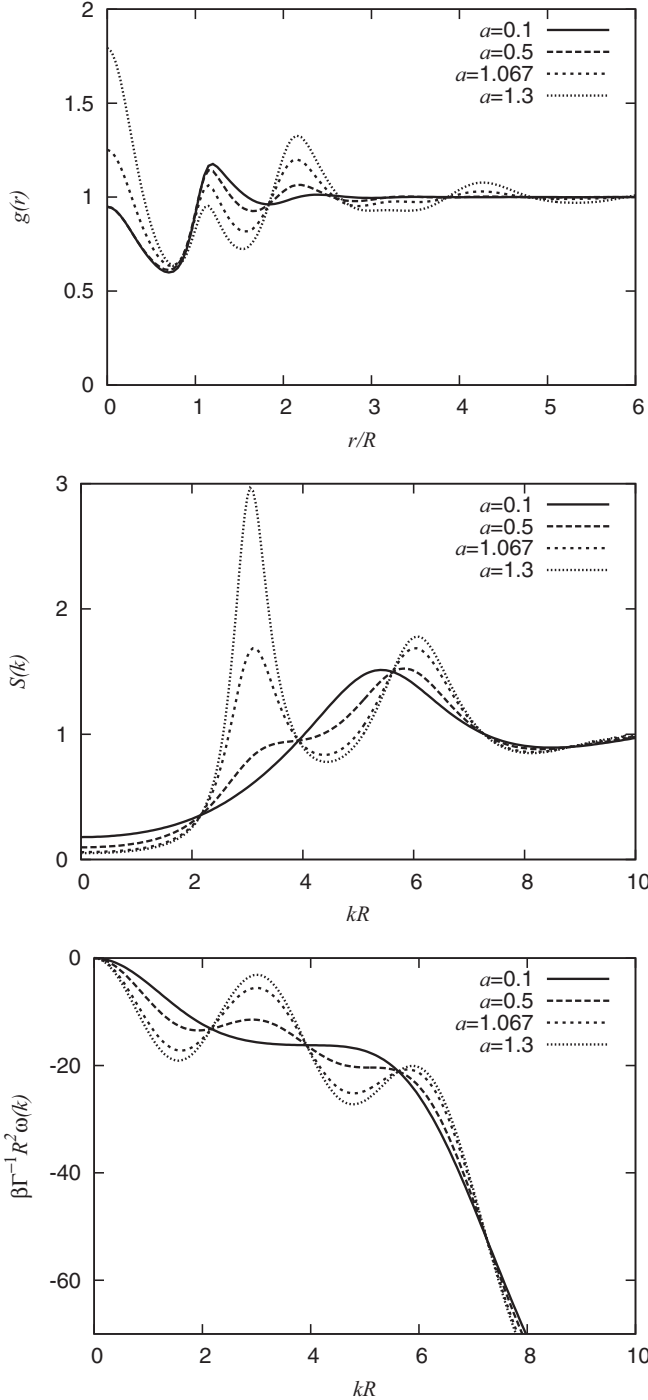 2
1.5
1
0.5
0
g(r)
a=0.1
a=0.5
a=1.067
a=1.3
0 1 2 3 4 5 6
r/R
3
2
1
0
S(k)
a=0.1
a=0.5
a=1.067
a=1.3
0 2 4 6 8 10
kR
0
-20
-40
-60
βΓ⁻¹R²ω(k)
a=0.1
a=0.5
a=1.067
a=1.3
0 2 4 6 8 10
kR